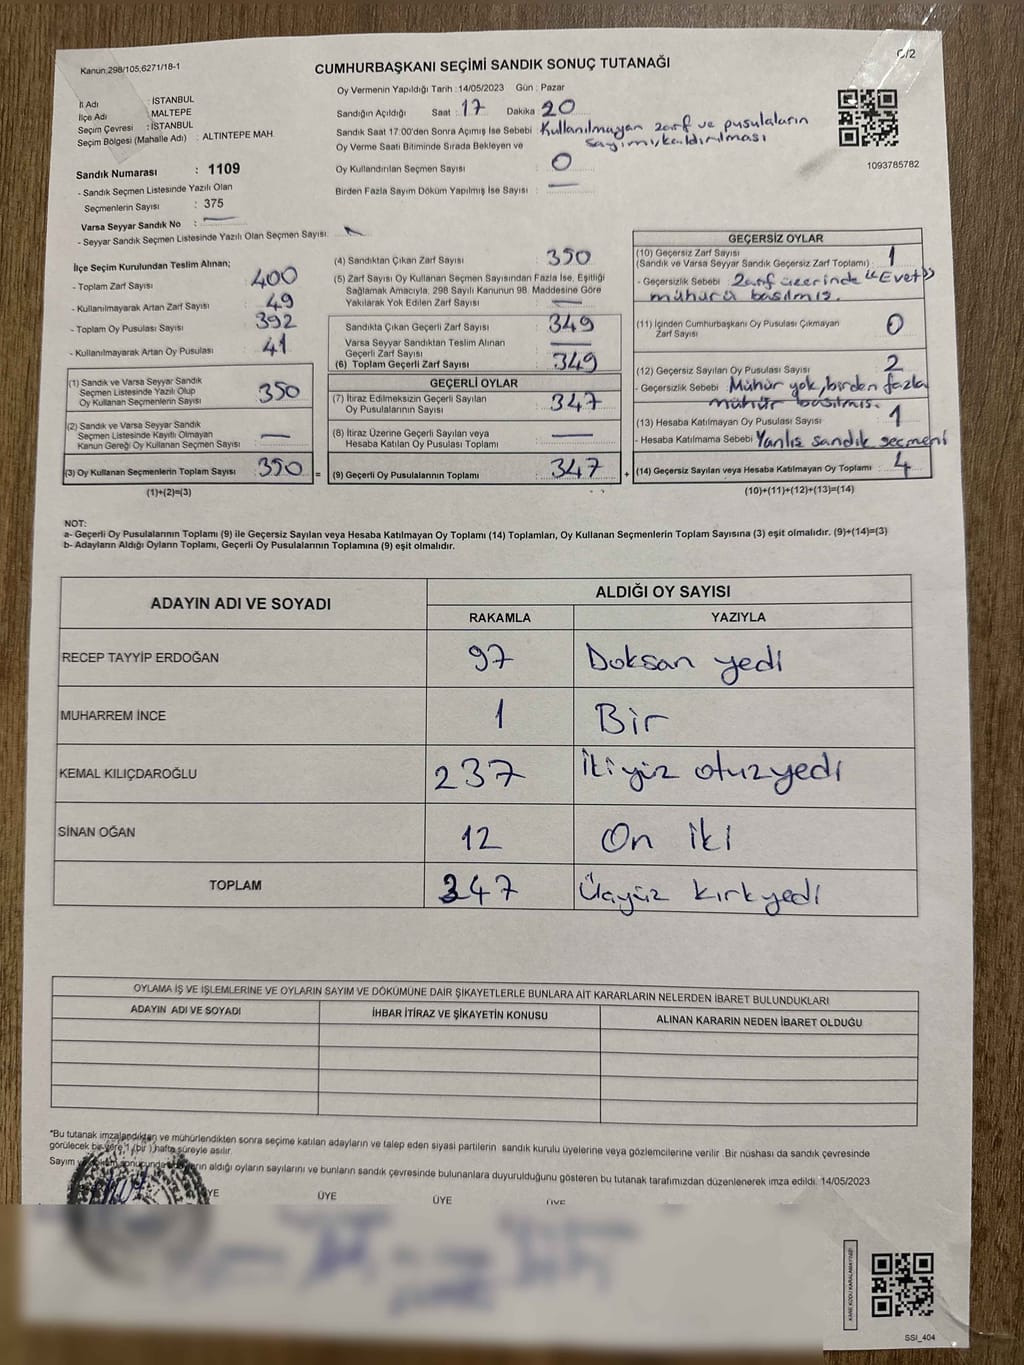 Kanun:298/105,6271/18-1
C/2
CUMHURBAŞKANI SEÇİMİ SANDIK SONUÇ TUTANAĞI
Oy Vermenin Yapıldığı Tarih : 14/05/2023 Gün : Pazar
İl Adı : İSTANBUL
İlçe Adı : MALTEPE
Seçim Çevresi : İSTANBUL
Seçim Bölgesi (Mahalle Adı) : ALTINTEPE MAH.
Sandığın Açıldığı Saat : 17 Dakika 20
Sandık Saat 17:00'den Sonra Açımış İse Sebebi : Kullanılmayan zarf ve pusulaların
sayımı/kaldırılması
Oy Verme Saati Bitiminde Sırada Bekleyen ve
Oy Kullandırılan Seçmen Sayısı : 0
Birden Fazla Sayım Döküm Yapılmış İse Sayısı : —
1093785782
Sandık Numarası : 1109
- Sandık Seçmen Listesinde Yazılı Olan
Seçmenlerin Sayısı : 375
Varsa Seyyar Sandık No : —
- Seyyar Sandık Seçmen Listesinde Yazılı Olan Seçmen Sayısı:
İlçe Seçim Kurulundan Teslim Alınan;
- Toplam Zarf Sayısı : 400
- Kullanılmayarak Artan Zarf Sayısı : 49
- Toplam Oy Pusulası Sayısı : 392
- Kullanılmayarak Artan Oy Pusulası : 41
(1) Sandık ve Varsa Seyyar Sandık
Seçmen Listesinde Yazılı Olup
Oy Kullanan Seçmenlerin Sayısı : 350
(2) Sandık ve Varsa Seyyar Sandık
Seçmen Listesinde Kayıtlı Olmayan
Kanun Gereği Oy Kullanan Seçmen Sayısı : —
(3) Oy Kullanan Seçmenlerin Toplam Sayısı : 350 =
(1)+(2)=(3)
(4) Sandıktan Çıkan Zarf Sayısı : 350
(5) Zarf Sayısı Oy Kullanan Seçmen Sayısından Fazla İse, Eşitliği
Sağlamak Amacıyla, 298 Sayılı Kanunun 98. Maddesine Göre
Yakılarak Yok Edilen Zarf Sayısı : —
Sandıkta Çıkan Geçerli Zarf Sayısı : 349
Varsa Seyyar Sandıktan Teslim Alınan
Geçerli Zarf Sayısı : —
(6) Toplam Geçerli Zarf Sayısı : 349
GEÇERLİ OYLAR
(7) İtiraz Edilmeksizin Geçerli Sayılan
Oy Pusulalarının Sayısı : 347
(8) İtiraz Üzerine Geçerli Sayılan veya
Hesaba Katılan Oy Pusulası Toplamı : —
(9) Geçerli Oy Pusulalarının Toplamı : 347 +
GEÇERSİZ OYLAR
(10) Geçersiz Zarf Sayısı : 1
(Sandık ve Varsa Seyyar Sandık Geçersiz Zarf Toplamı)
- Geçersizlik Sebebi : Zarf üzerinde "Evet"
mühürü basılmış.
(11) İçinden Cumhurbaşkanı Oy Pusulası Çıkmayan
Zarf Sayısı : 0
(12) Geçersiz Sayılan Oy Pusulası Sayısı : 2
- Geçersizlik Sebebi : Mühür yok, birden fazla
mühür basılmış.
(13) Hesaba Katılmayan Oy Pusulası Sayısı : 1
- Hesaba Katılmama Sebebi : Yanlış sandık seçmeni
(14) Geçersiz Sayılan veya Hesaba Katılmayan Oy Toplamı : 4
(10)+(11)+(12)+(13)=(14)
NOT:
a- Geçerli Oy Pusulalarının Toplamı (9) ile Geçersiz Sayılan veya Hesaba Katılmayan Oy Toplamı (14) Toplamları, Oy Kullanan Seçmenlerin Toplam Sayısına (3) eşit olmalıdır. (9)+(14)=(3)
b- Adayların Aldığı Oyların Toplamı, Geçerli Oy Pusulalarının Toplamına (9) eşit olmalıdır.
ADAYIN ADI VE SOYADI
ALDIĞI OY SAYISI
RAKAMLA YAZIYLA
RECEP TAYYİP ERDOĞAN 97 Doksan yedi
MUHARREM İNCE 1 Bir
KEMAL KILIÇDAROĞLU 237 İkiyüz otuzyedi
SİNAN OĞAN 12 On iki
TOPLAM 347 Üçyüz kırkyedi
OYLAMA İŞ VE İŞLEMLERİNE VE OYLARIN SAYIM VE DÖKÜMÜNE DAİR ŞİKAYETLERLE BUNLARA AİT KARARLARIN NELERDEN İBARET BULUNDUKLARI
ADAYIN ADI VE SOYADI İHBAR İTİRAZ VE ŞİKAYETİN KONUSU ALINAN KARARIN NEDEN İBARET OLDUĞU
*Bu tutanak imzalandıktan ve mühürlendikten sonra seçime katılan adayların ve talep eden siyasi partilerin sandık kurulu üyelerine veya gözlemcilerine verilir .Bir nüshası da sandık çevresinde
görülecek bir yere 1 (bir ) hafta süreyle asılır.
Sayım aldığı oyların sayılarını ve bunların sandık çevresinde bulunanlara duyurulduğunu gösteren bu tutanak tarafımızdan düzenlenerek imza edildi. 14/05/2023
ÜYE ÜYE ÜYE
KARE KODU KARALAMAYINIZ!
SSI_404